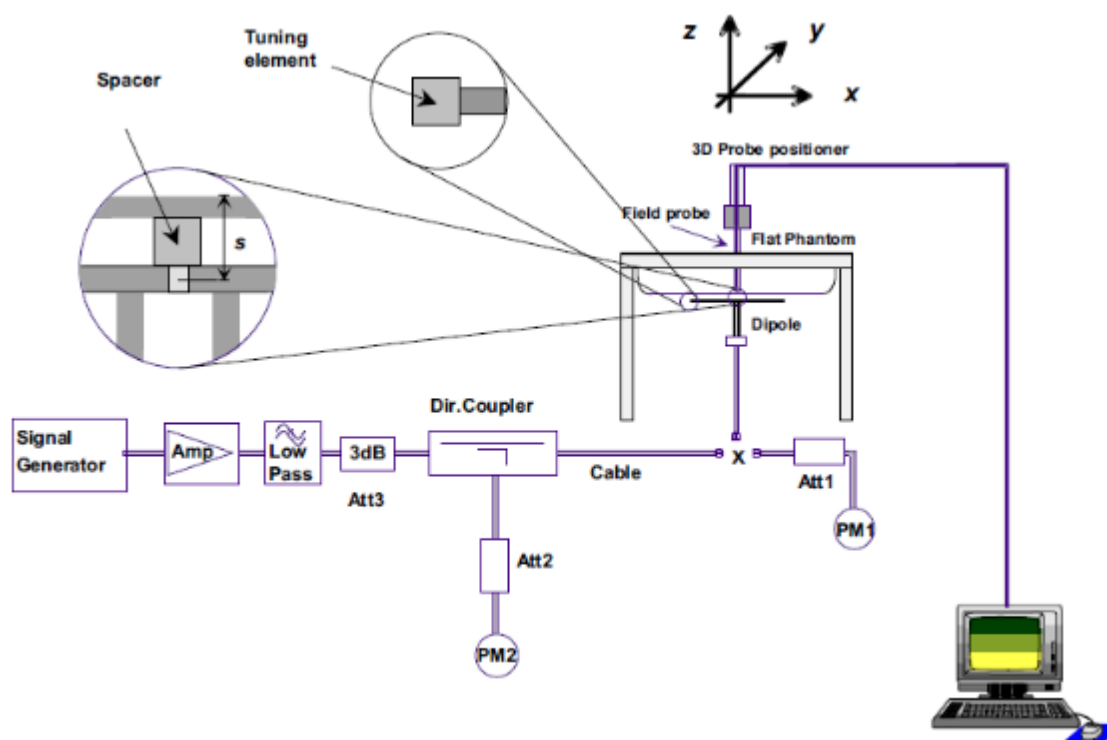 Tuning
element
Spacer
z
y
x
3D Probe positioner
Field probe
Flat Phantom
s
Dipole
Dir.Coupler
Signal
Generator
Amp
Low
Pass
3dB
Att3
Cable
X
Att1
PM1
Att2
PM2